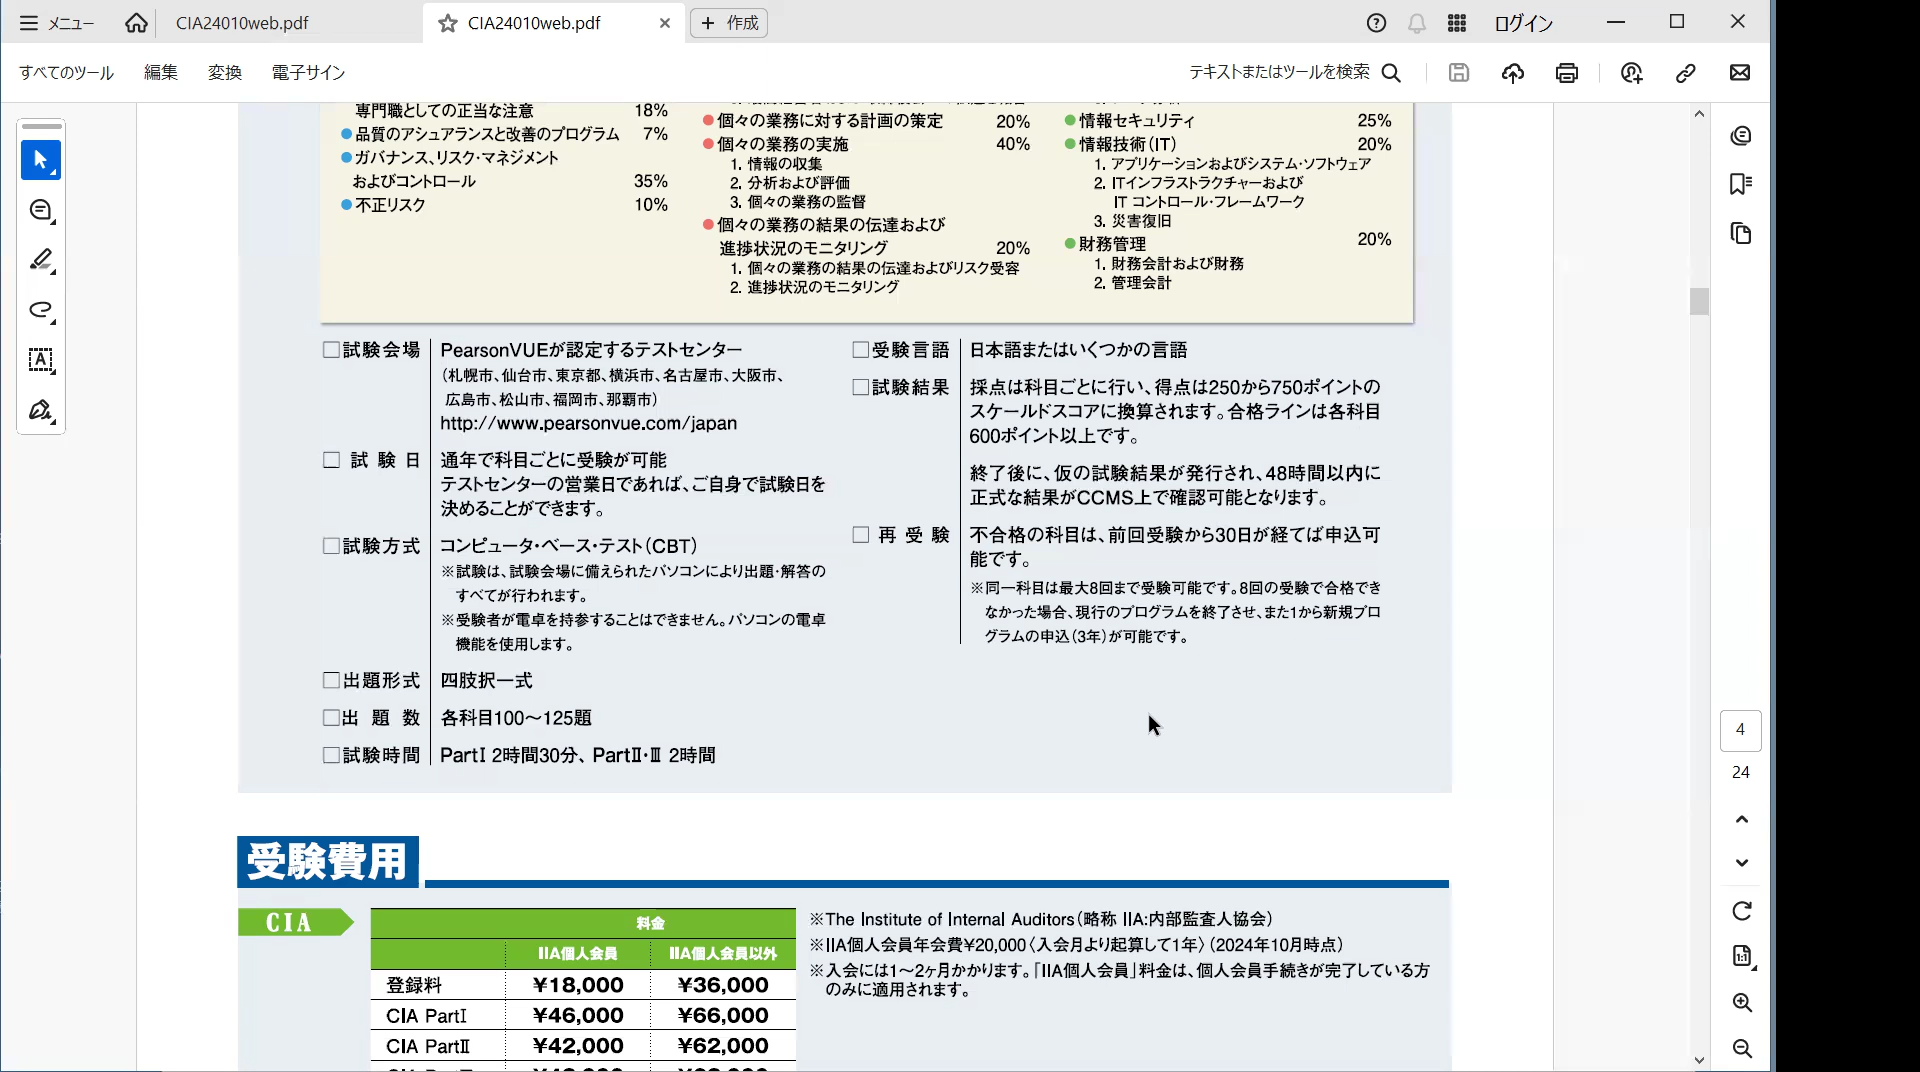 メニュー
CIA24010web.pdf
CIA24010web.pdf
作成
ログイン
すべてのツール 編集 変換 電子サイン
テキストまたはツールを検索
専門職としての正当な注意 18%
●品質のアシュアランスと改善のプログラム 7%
●ガバナンス、リスク・マネジメント
およびコントロール 35%
●不正リスク 10%
●個々の業務に対する計画の策定 20%
●個々の業務の実施 40%
1. 情報の収集
2. 分析および評価
3. 個々の業務の監督
●個々の業務の結果の伝達および
進捗状況のモニタリング 20%
1. 個々の業務の結果の伝達およびリスク受容
2. 進捗状況のモニタリング
●情報セキュリティ 25%
●情報技術(IT) 20%
1. アプリケーションおよびシステム・ソフトウェア
2. ITインフラストラクチャーおよび
IT コントロール・フレームワーク
3. 災害復旧
●財務管理 20%
1. 財務会計および財務
2. 管理会計
□試験会場 PearsonVUEが認定するテストセンター
(札幌市、仙台市、東京都、横浜市、名古屋市、大阪市、
広島市、松山市、福岡市、那覇市)
http://www.pearsonvue.com/japan
□試験日 通年で科目ごとに受験が可能
テストセンターの営業日であれば、ご自身で試験日を
決めることができます。
□試験方式 コンピュータ・ベース・テスト(CBT)
※試験は、試験会場に備えられたパソコンにより出題・解答の
すべてが行われます。
※受験者が電卓を持参することはできません。パソコンの電卓
機能を使用します。
□出題形式 四肢択一式
□出題数 各科目100〜125題
□試験時間 PartⅠ 2時間30分、PartⅡ・Ⅲ 2時間
□受験言語 日本語またはいくつかの言語
□試験結果 採点は科目ごとに行い、得点は250から750ポイントの
スケールドスコアに換算されます。合格ラインは各科目
600ポイント以上です。
終了後に、仮の試験結果が発行され、48時間以内に
正式な結果がCCMS上で確認可能となります。
□再受験 不合格の科目は、前回受験から30日が経てば申込可
能です。
※同一科目は最大8回まで受験可能です。8回の受験で合格でき
なかった場合、現行のプログラムを終了させ、また1から新規プロ
グラムの申込(3年)が可能です。
受験費用
CIA
料金
IIA個人会員 IIA個人会員以外
登録料 ¥18,000 ¥36,000
CIA PartⅠ ¥46,000 ¥66,000
CIA PartⅡ ¥42,000 ¥62,000
※The Institute of Internal Auditors(略称 IIA:内部監査人協会)
※IIA個人会員年会費¥20,000〈入会月より起算して1年〉(2024年10月時点)
※入会には1〜2ヶ月かかります。「IIA個人会員」料金は、個人会員手続きが完了している方
のみに適用されます。
4
24